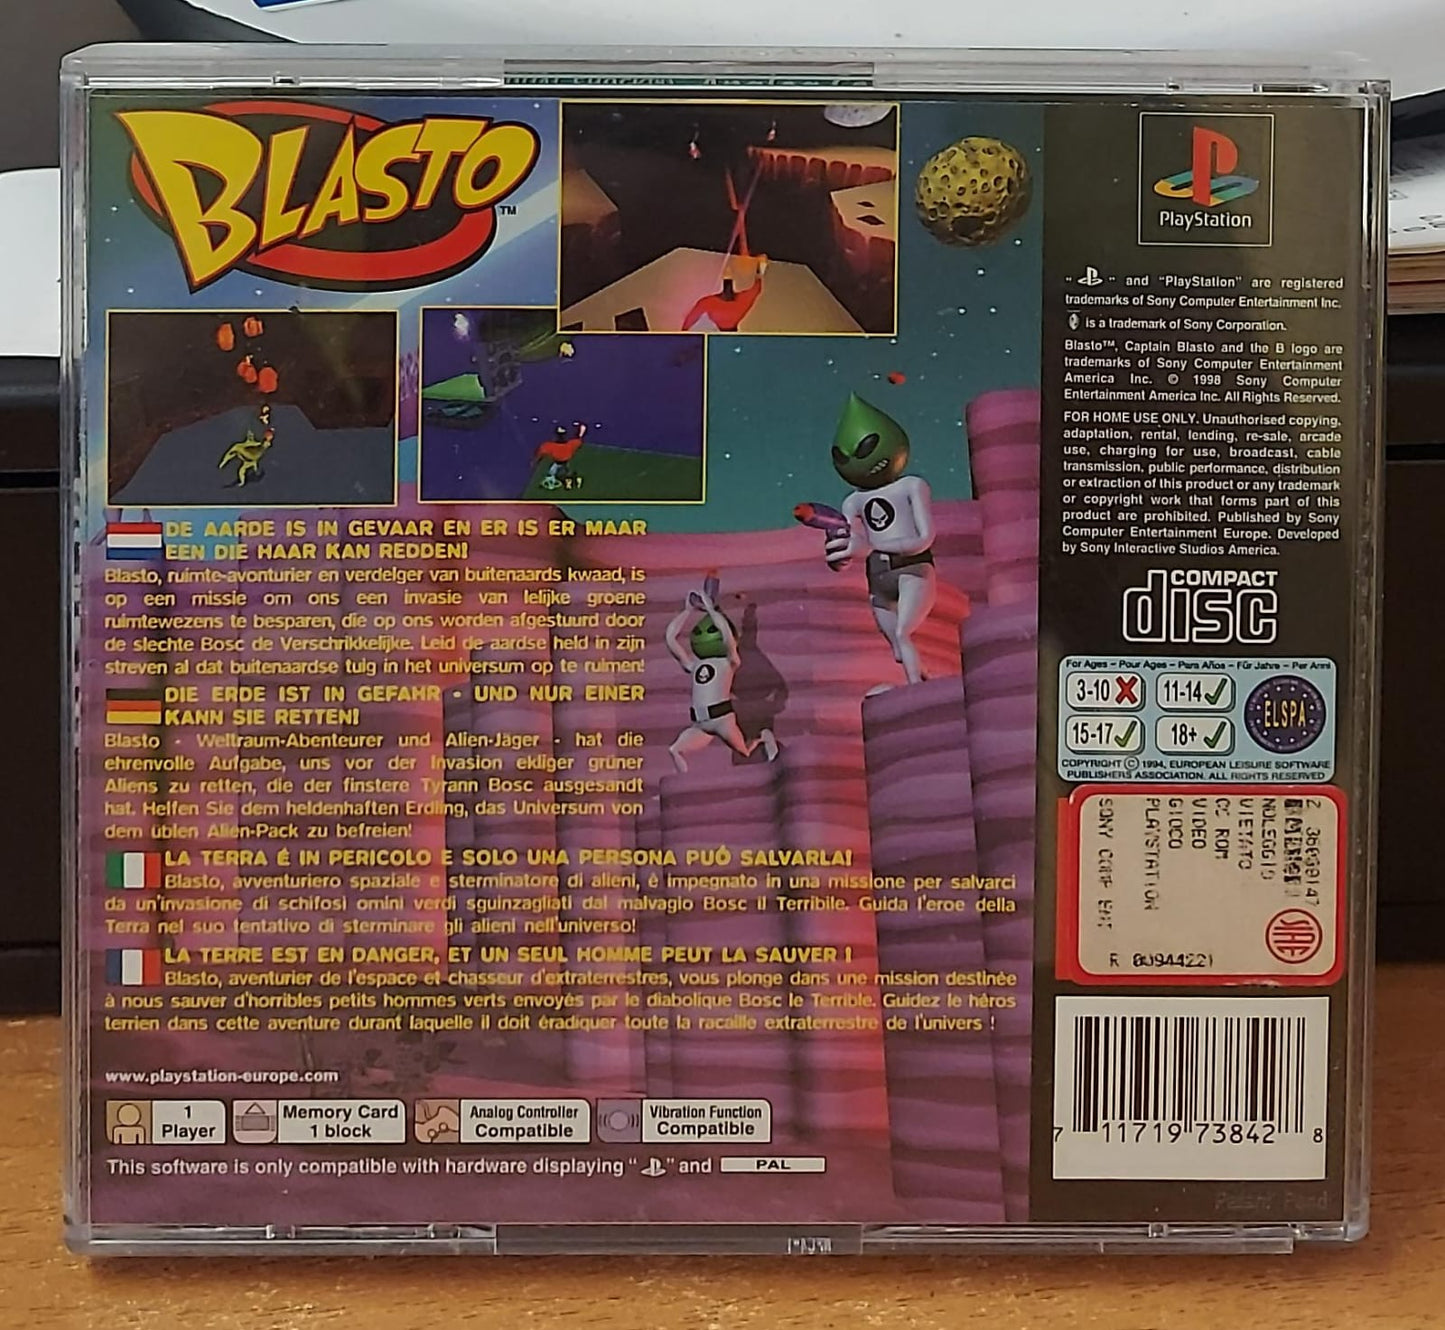 BLASTO™
DE AARDE IS IN GEVAAR EN ER IS ER MAAR
EEN DIE HAAR KAN REDDEN!
Blasto, ruimte-avonturier en verdelger van buitenaards kwaad, is
op een missie om ons een invasie van lelijke groene
ruimtewezens te besparen, die op ons worden afgestuurd door
de slechte Bosc de Verschrikkelijke. Leid de aardse held in zijn
streven al dat buitenaardse tuig in het universum op te ruimen!
DIE ERDE IST IN GEFAHR - UND NUR EINER
KANN SIE RETTEN!
Blasto - Weltraum-Abenteurer und Alien-Jäger - hat die
ehrenvolle Aufgabe, uns vor der Invasion ekliger grüner
Aliens zu retten, die der finstere Tyrann Bosc ausgesandt
hat. Helfen Sie dem heldenhaften Erdling, das Universum von
dem üblen Alien-Pack zu befreien!
LA TERRA É IN PERICOLO E SOLO UNA PERSONA PUÓ SALVARLA!
Blasto, avventuriero spaziale e sterminatore di alieni, è impegnato in una missione per salvarci
da un'invasione di schifosi omini verdi sguinzagliati dal malvagio Bosc il Terribile. Guida l'eroe della
Terra nel suo tentativo di sterminare gli alieni nell'universo!
LA TERRE EST EN DANGER, ET UN SEUL HOMME PEUT LA SAUVER !
Blasto, aventurier de l'espace et chasseur d'extraterrestres, vous plonge dans une mission destinée
à nous sauver d'horribles petits hommes verts envoyés par le diabolique Bosc le Terrible. Guidez le héros
terrien dans cette aventure durant laquelle il doit éradiquer toute la racaille extraterrestre de l'univers !
www.playstation-europe.com
1
Player
Memory Card
1 block
Analog Controller
Compatible
Vibration Function
Compatible
This software is only compatible with hardware displaying " " and PAL
PlayStation
" " and "PlayStation" are registered
trademarks of Sony Computer Entertainment Inc.
is a trademark of Sony Corporation.
Blasto™, Captain Blasto and the B logo are
trademarks of Sony Computer Entertainment
America Inc. © 1998 Sony Computer
Entertainment America Inc. All Rights Reserved.
FOR HOME USE ONLY. Unauthorised copying,
adaptation, rental, lending, re-sale, arcade
use, charging for use, broadcast, cable
transmission, public performance, distribution
or extraction of this product or any trademark
or copyright work that forms part of this
product are prohibited. Published by Sony
Computer Entertainment Europe. Developed
by Sony Interactive Studios America.
COMPACT
disc
For Ages – Pour Ages – Para Años – Für Jahre – Per Anni
3-10 11-14
15-17 18+
ELSPA
COPYRIGHT © 1994, EUROPEAN LEISURE SOFTWARE
PUBLISHERS ASSOCIATION. ALL RIGHTS RESERVED
NOLEGGIO
VIETATO
CC ROM
VIDEO
GIOCO
PLAYSTATION
SONY COMP ENT
R 00944221
SIAE
7 11719 73842 8